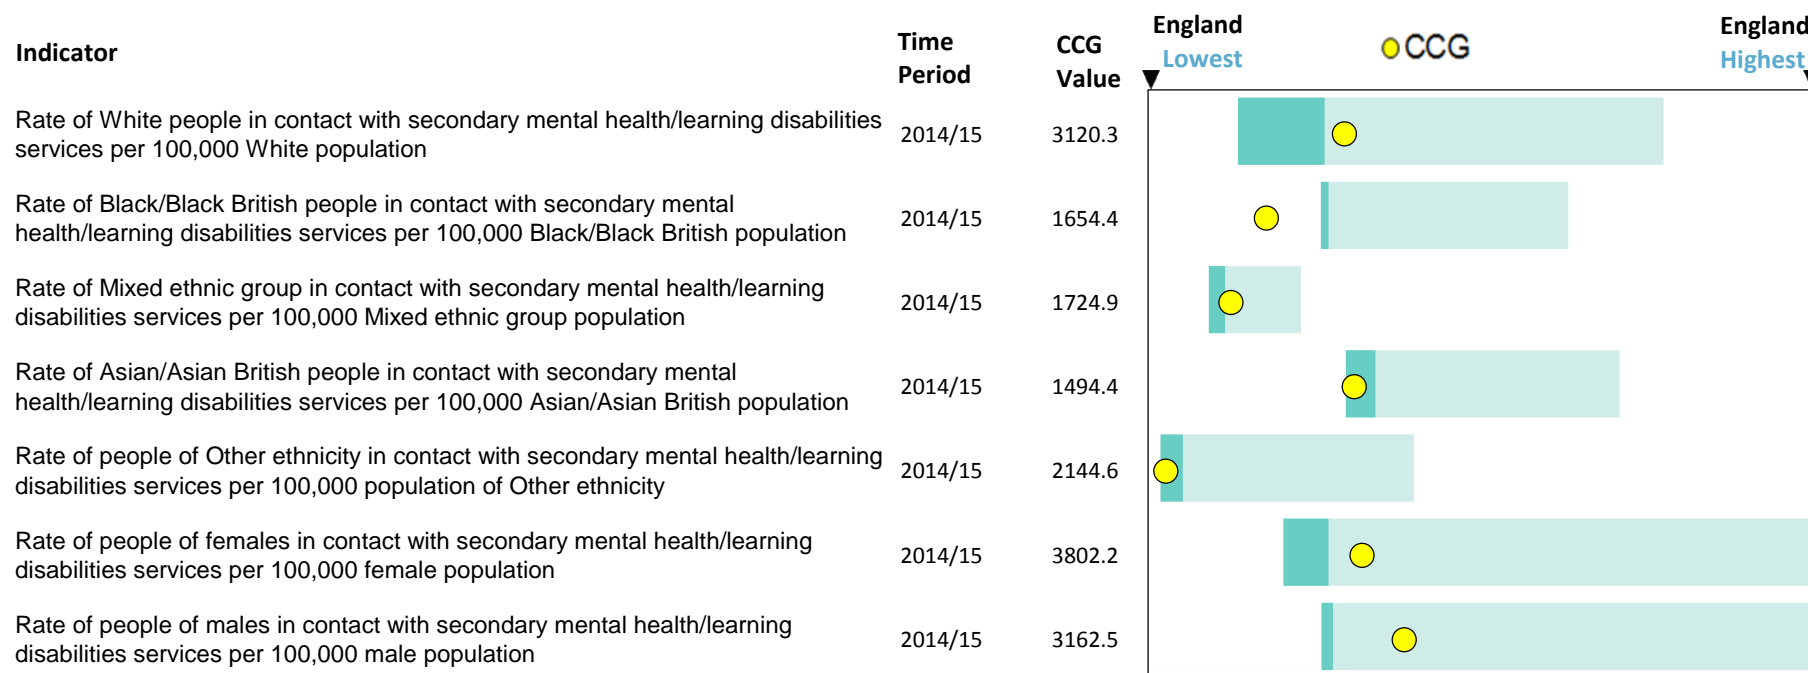 Indicator
Time
Period
CCG
Value
England
Lowest
CCG
England
Highest
Rate of White people in contact with secondary mental health/learning disabilities
services per 100,000 White population
2014/15
3120.3
Rate of Black/Black British people in contact with secondary mental
health/learning disabilities services per 100,000 Black/Black British population
2014/15
1654.4
Rate of Mixed ethnic group in contact with secondary mental health/learning
disabilities services per 100,000 Mixed ethnic group population
2014/15
1724.9
Rate of Asian/Asian British people in contact with secondary mental
health/learning disabilities services per 100,000 Asian/Asian British population
2014/15
1494.4
Rate of people of Other ethnicity in contact with secondary mental health/learning
disabilities services per 100,000 population of Other ethnicity
2014/15
2144.6
Rate of people of females in contact with secondary mental health/learning
disabilities services per 100,000 female population
2014/15
3802.2
Rate of people of males in contact with secondary mental health/learning
disabilities services per 100,000 male population
2014/15
3162.5